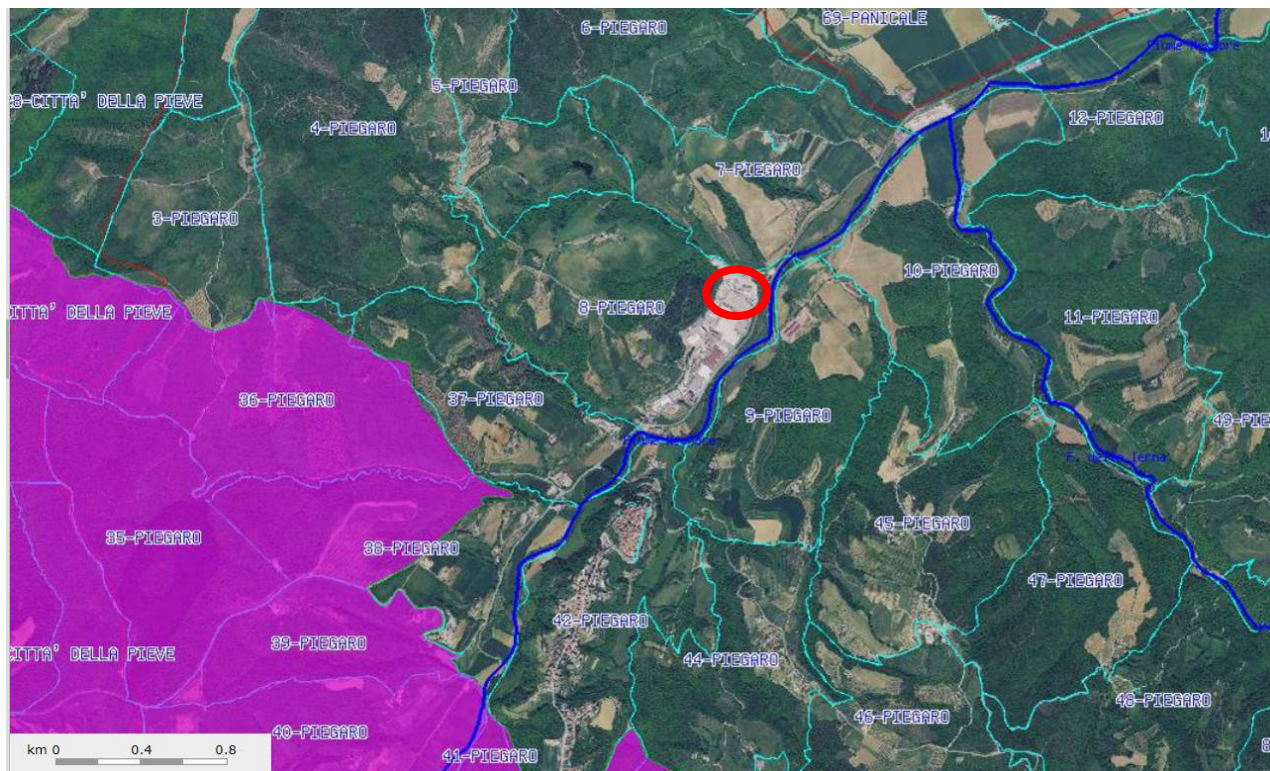 69-PANICALE
6-PIEGARO
Fiume Nestore
5-PIEGARO
28-CITTA' DELLA PIEVE
12-PIEGARO
4-PIEGARO
7-PIEGARO
3-PIEGARO
10-PIEGARO
8-PIEGARO
CITTA' DELLA PIEVE
11-PIEGARO
36-PIEGARO
37-PIEGARO
9-PIEGARO
49-PIE
45-PIEGARO
35-PIEGARO
38-PIEGARO
47-PIEGARO
42-PIEGARO
39-PIEGARO
CITTA' DELLA PIEVE
44-PIEGARO
48-PIEGARO
46-PIEGARO
40-PIEGARO
41-PIEGARO
km 0 0.4 0.8